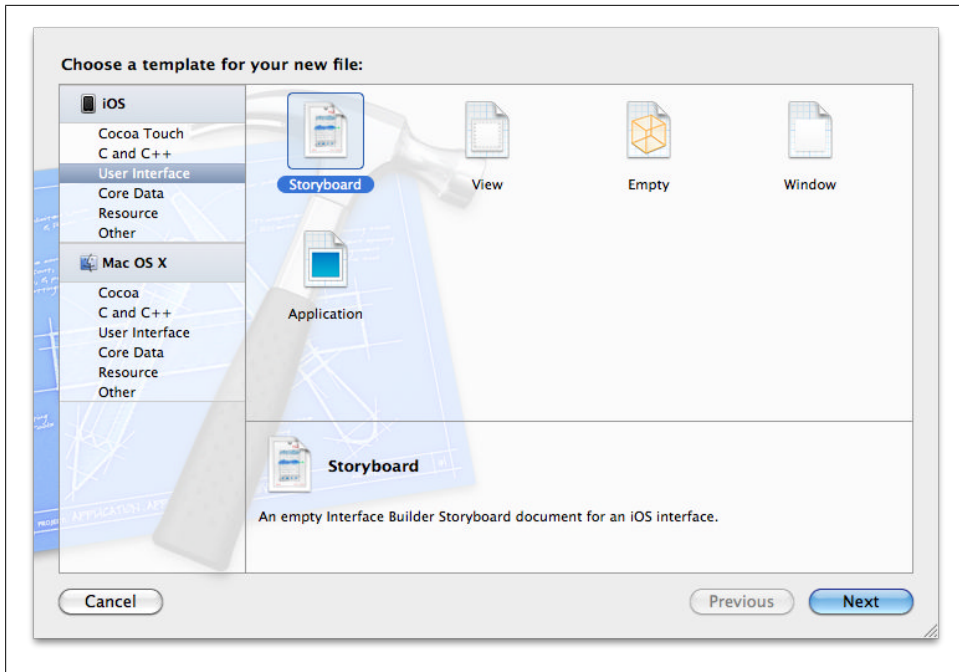 Choose a template for your new file:
iOS
Cocoa Touch
C and C++
User Interface
Core Data
Resource
Other
Mac OS X
Cocoa
C and C++
User Interface
Core Data
Resource
Other
Storyboard
View
Empty
Window
Application
Storyboard
An empty Interface Builder Storyboard document for an iOS interface.
Cancel
Previous
Next